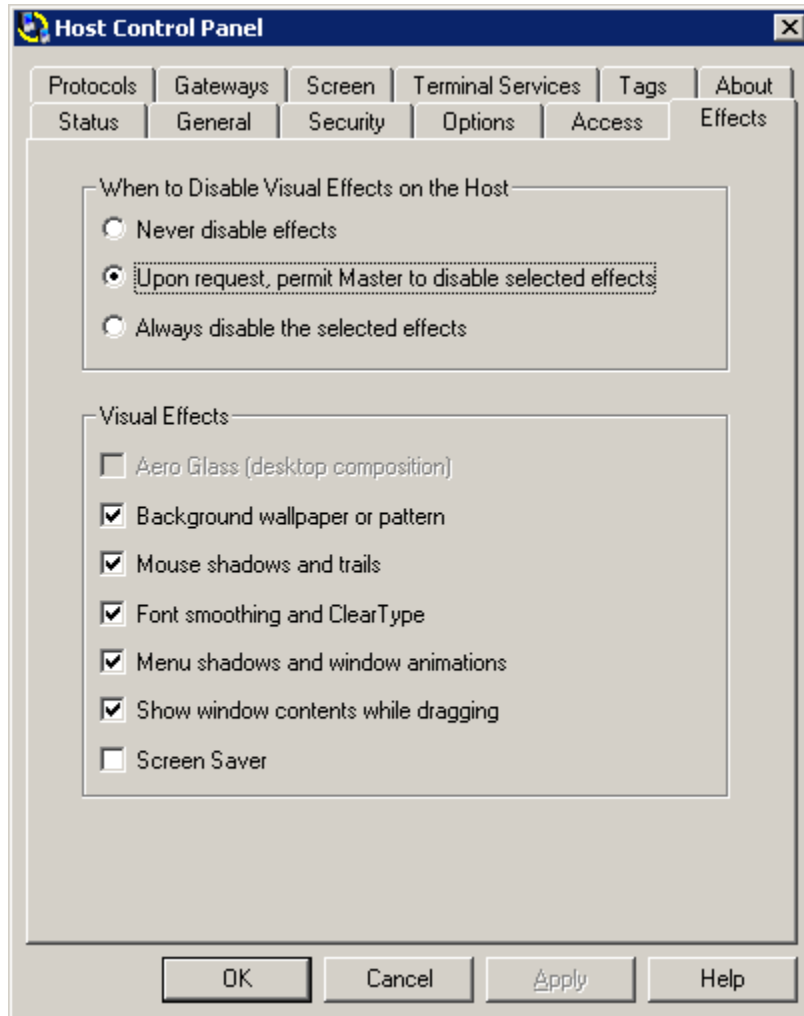 Host Control Panel
Protocols Gateways Screen Terminal Services Tags About
Status General Security Options Access Effects
When to Disable Visual Effects on the Host
Never disable effects
Upon request, permit Master to disable selected effects
Always disable the selected effects
Visual Effects
Aero Glass (desktop composition)
Background wallpaper or pattern
Mouse shadows and trails
Font smoothing and ClearType
Menu shadows and window animations
Show window contents while dragging
Screen Saver
OK Cancel Apply Help